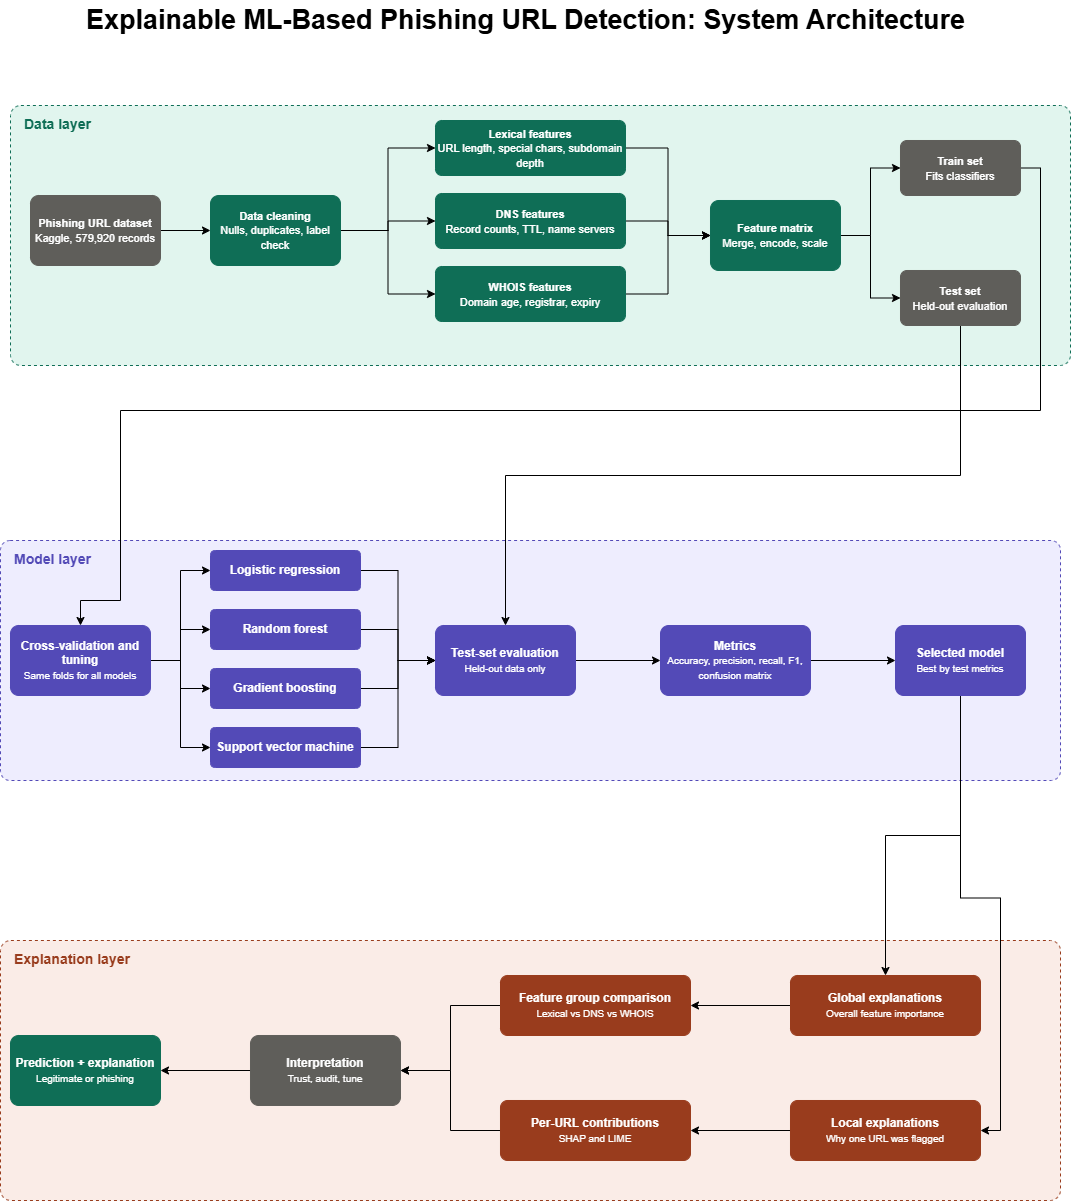 Explainable ML-Based Phishing URL Detection: System Architecture
Data layer
Phishing URL dataset
Kaggle, 579,920 records
Data cleaning
Nulls, duplicates, label
check
Lexical features
URL length, special chars, subdomain
depth
DNS features
Record counts, TTL, name servers
WHOIS features
Domain age, registrar, expiry
Feature matrix
Merge, encode, scale
Train set
Fits classifiers
Test set
Held-out evaluation
Model layer
Cross-validation and
tuning
Same folds for all models
Logistic regression
Random forest
Gradient boosting
Support vector machine
Test-set evaluation
Held-out data only
Metrics
Accuracy, precision, recall, F1,
confusion matrix
Selected model
Best by test metrics
Explanation layer
Global explanations
Overall feature importance
Feature group comparison
Lexical vs DNS vs WHOIS
Local explanations
Why one URL was flagged
Per-URL contributions
SHAP and LIME
Interpretation
Trust, audit, tune
Prediction + explanation
Legitimate or phishing